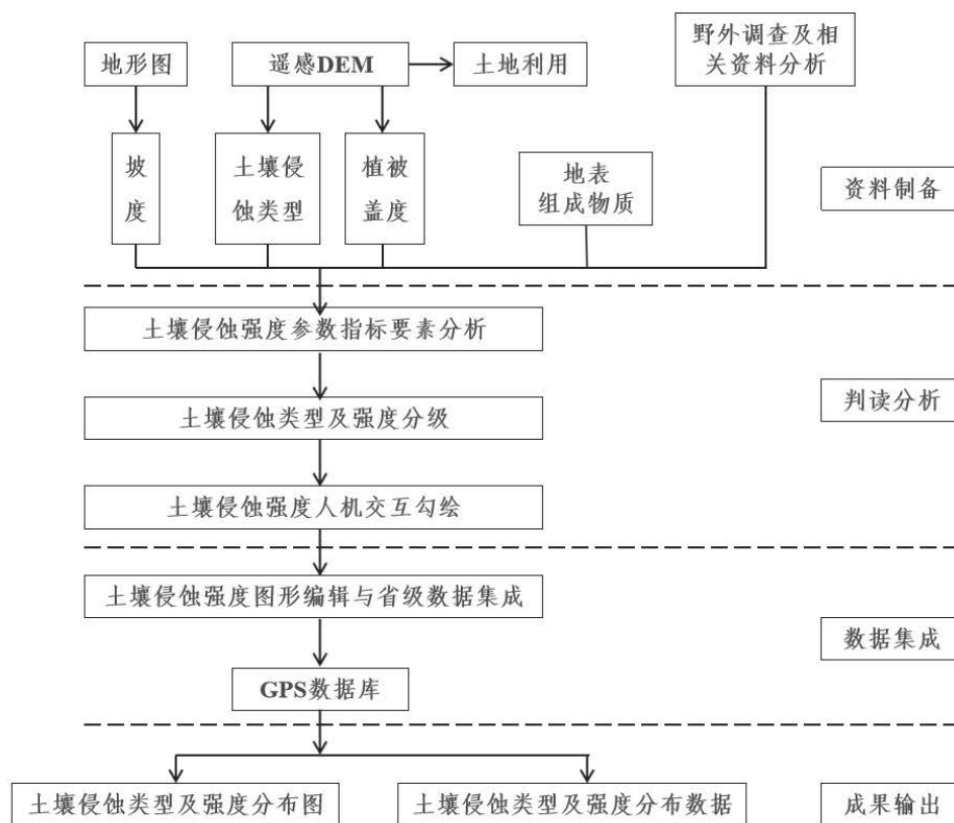 地形图
遥感DEM
土地利用
野外调查及相
关资料分析
坡
度
土壤侵
蚀类型
植被
盖度
地表
组成物质
资料制备
土壤侵蚀强度参数指标要素分析
土壤侵蚀类型及强度分级
判读分析
土壤侵蚀强度人机交互勾绘
土壤侵蚀强度图形编辑与省级数据集成
数据集成
GPS数据库
土壤侵蚀类型及强度分布图
土壤侵蚀类型及强度分布数据
成果输出